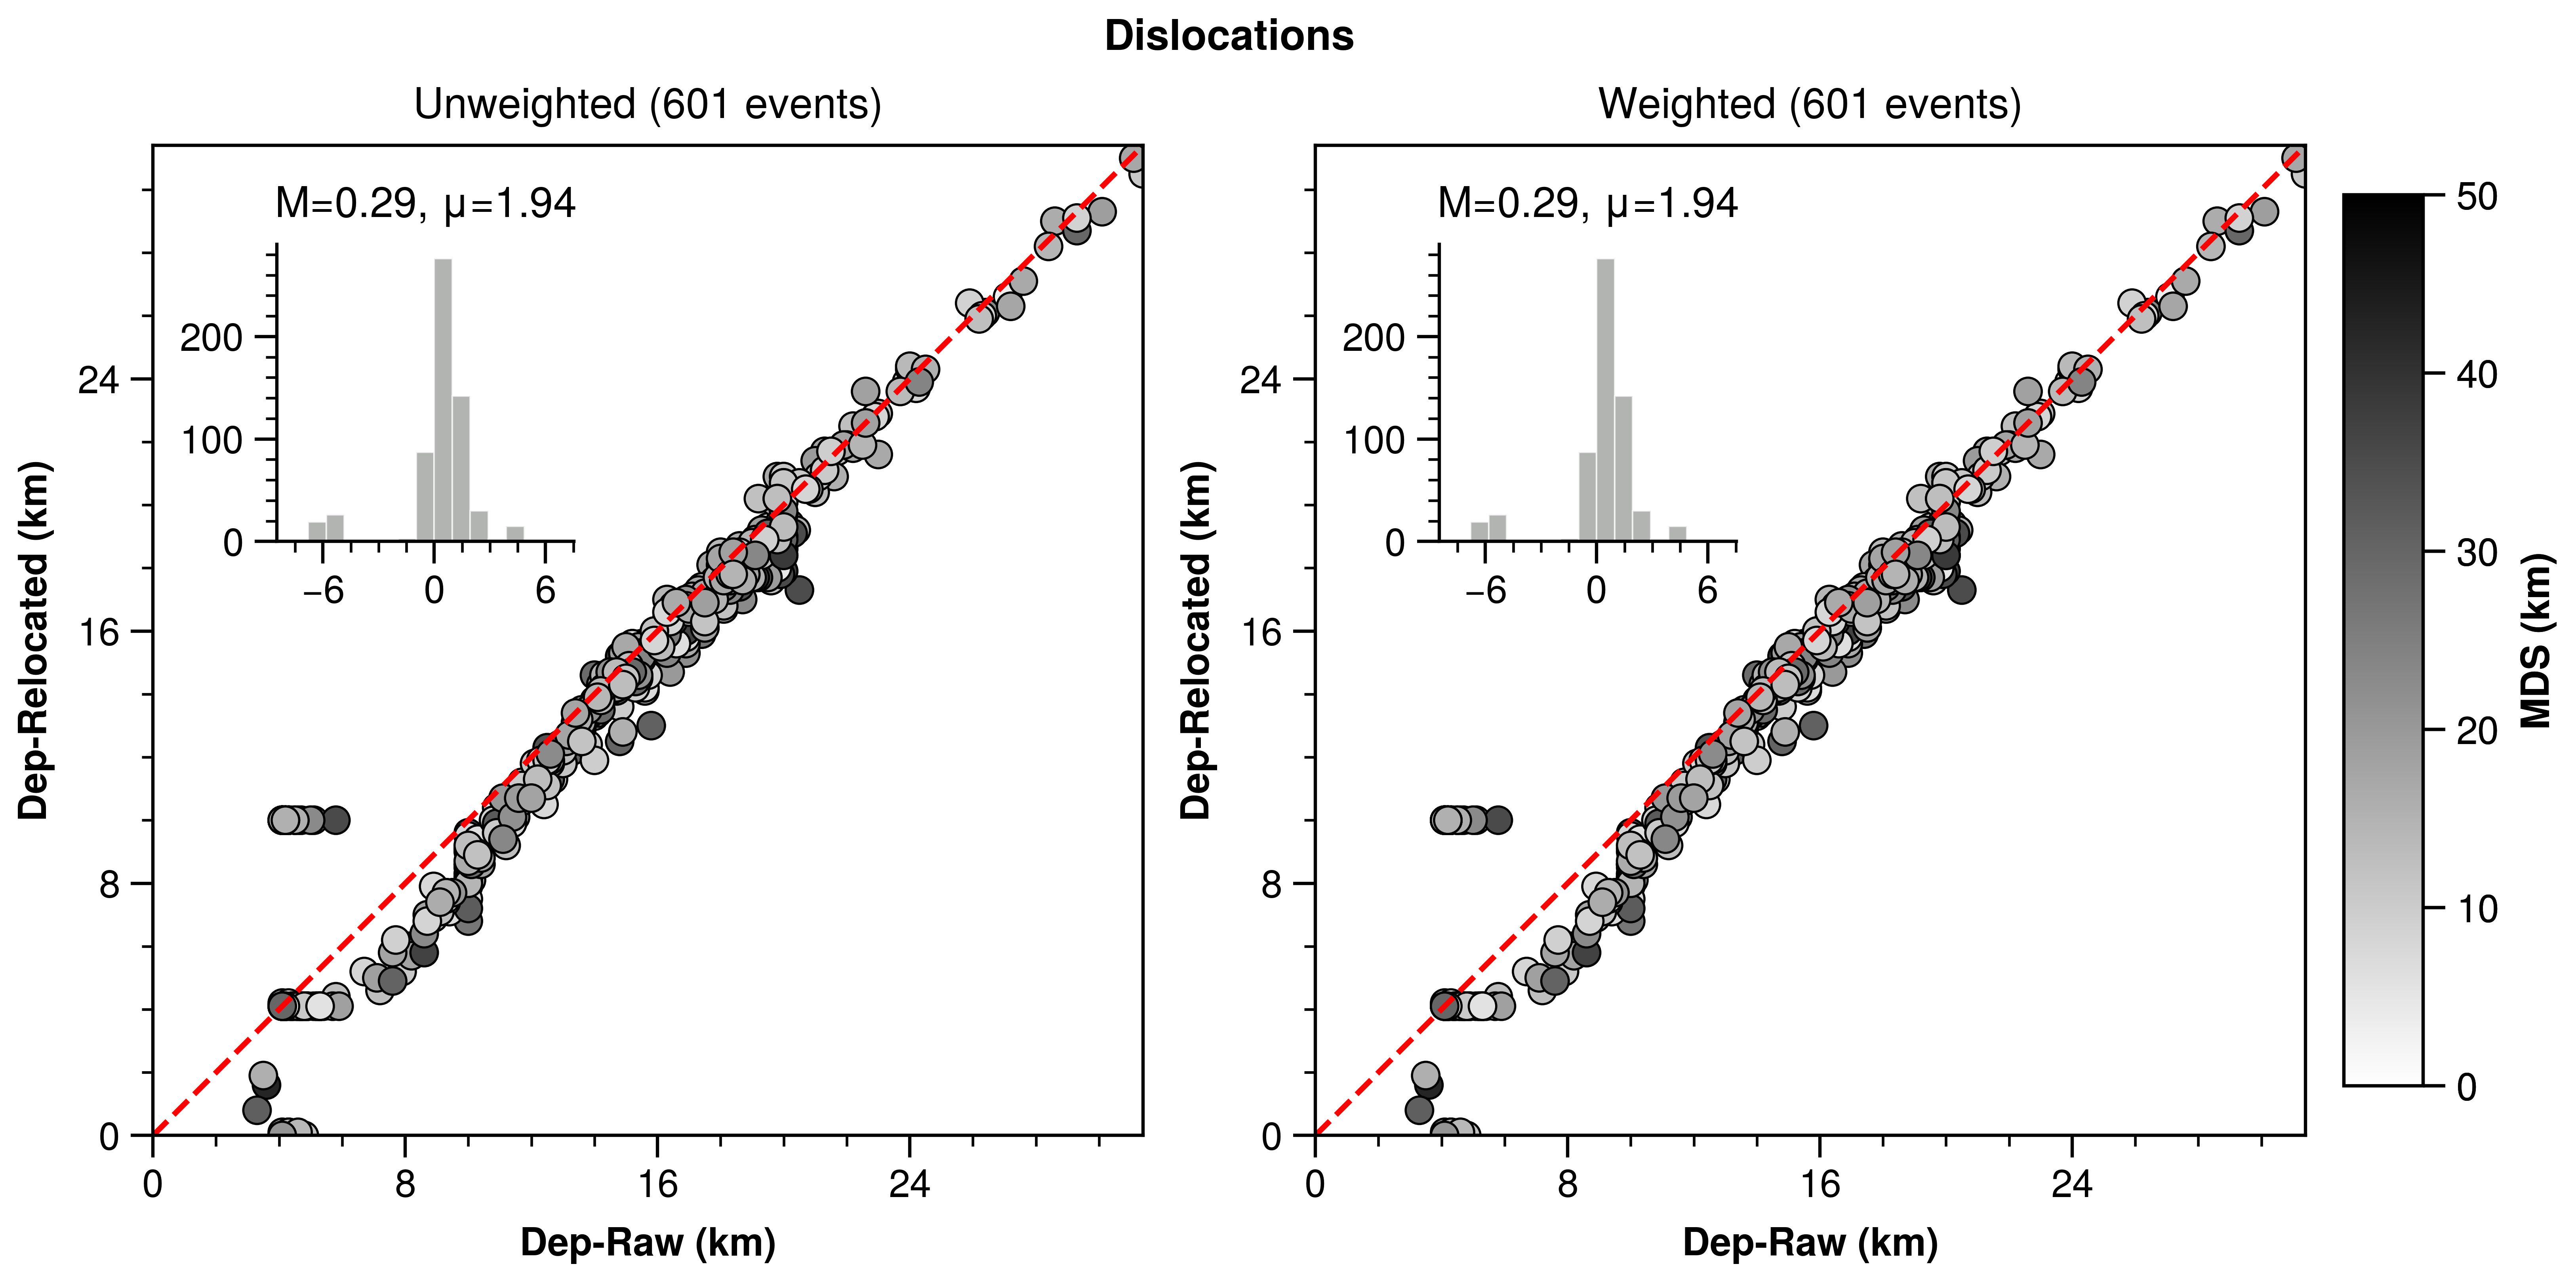 Dislocations
Unweighted (601 events)
M=0.29, µ=1.94
200
100
0
−6 0 6
24
16
8
0
0 8 16 24
Dep-Relocated (km)
Dep-Raw (km)
Weighted (601 events)
M=0.29, µ=1.94
200
100
0
−6 0 6
24
16
8
0
0 8 16 24
Dep-Relocated (km)
Dep-Raw (km)
50
40
30
20
10
0
MDS (km)